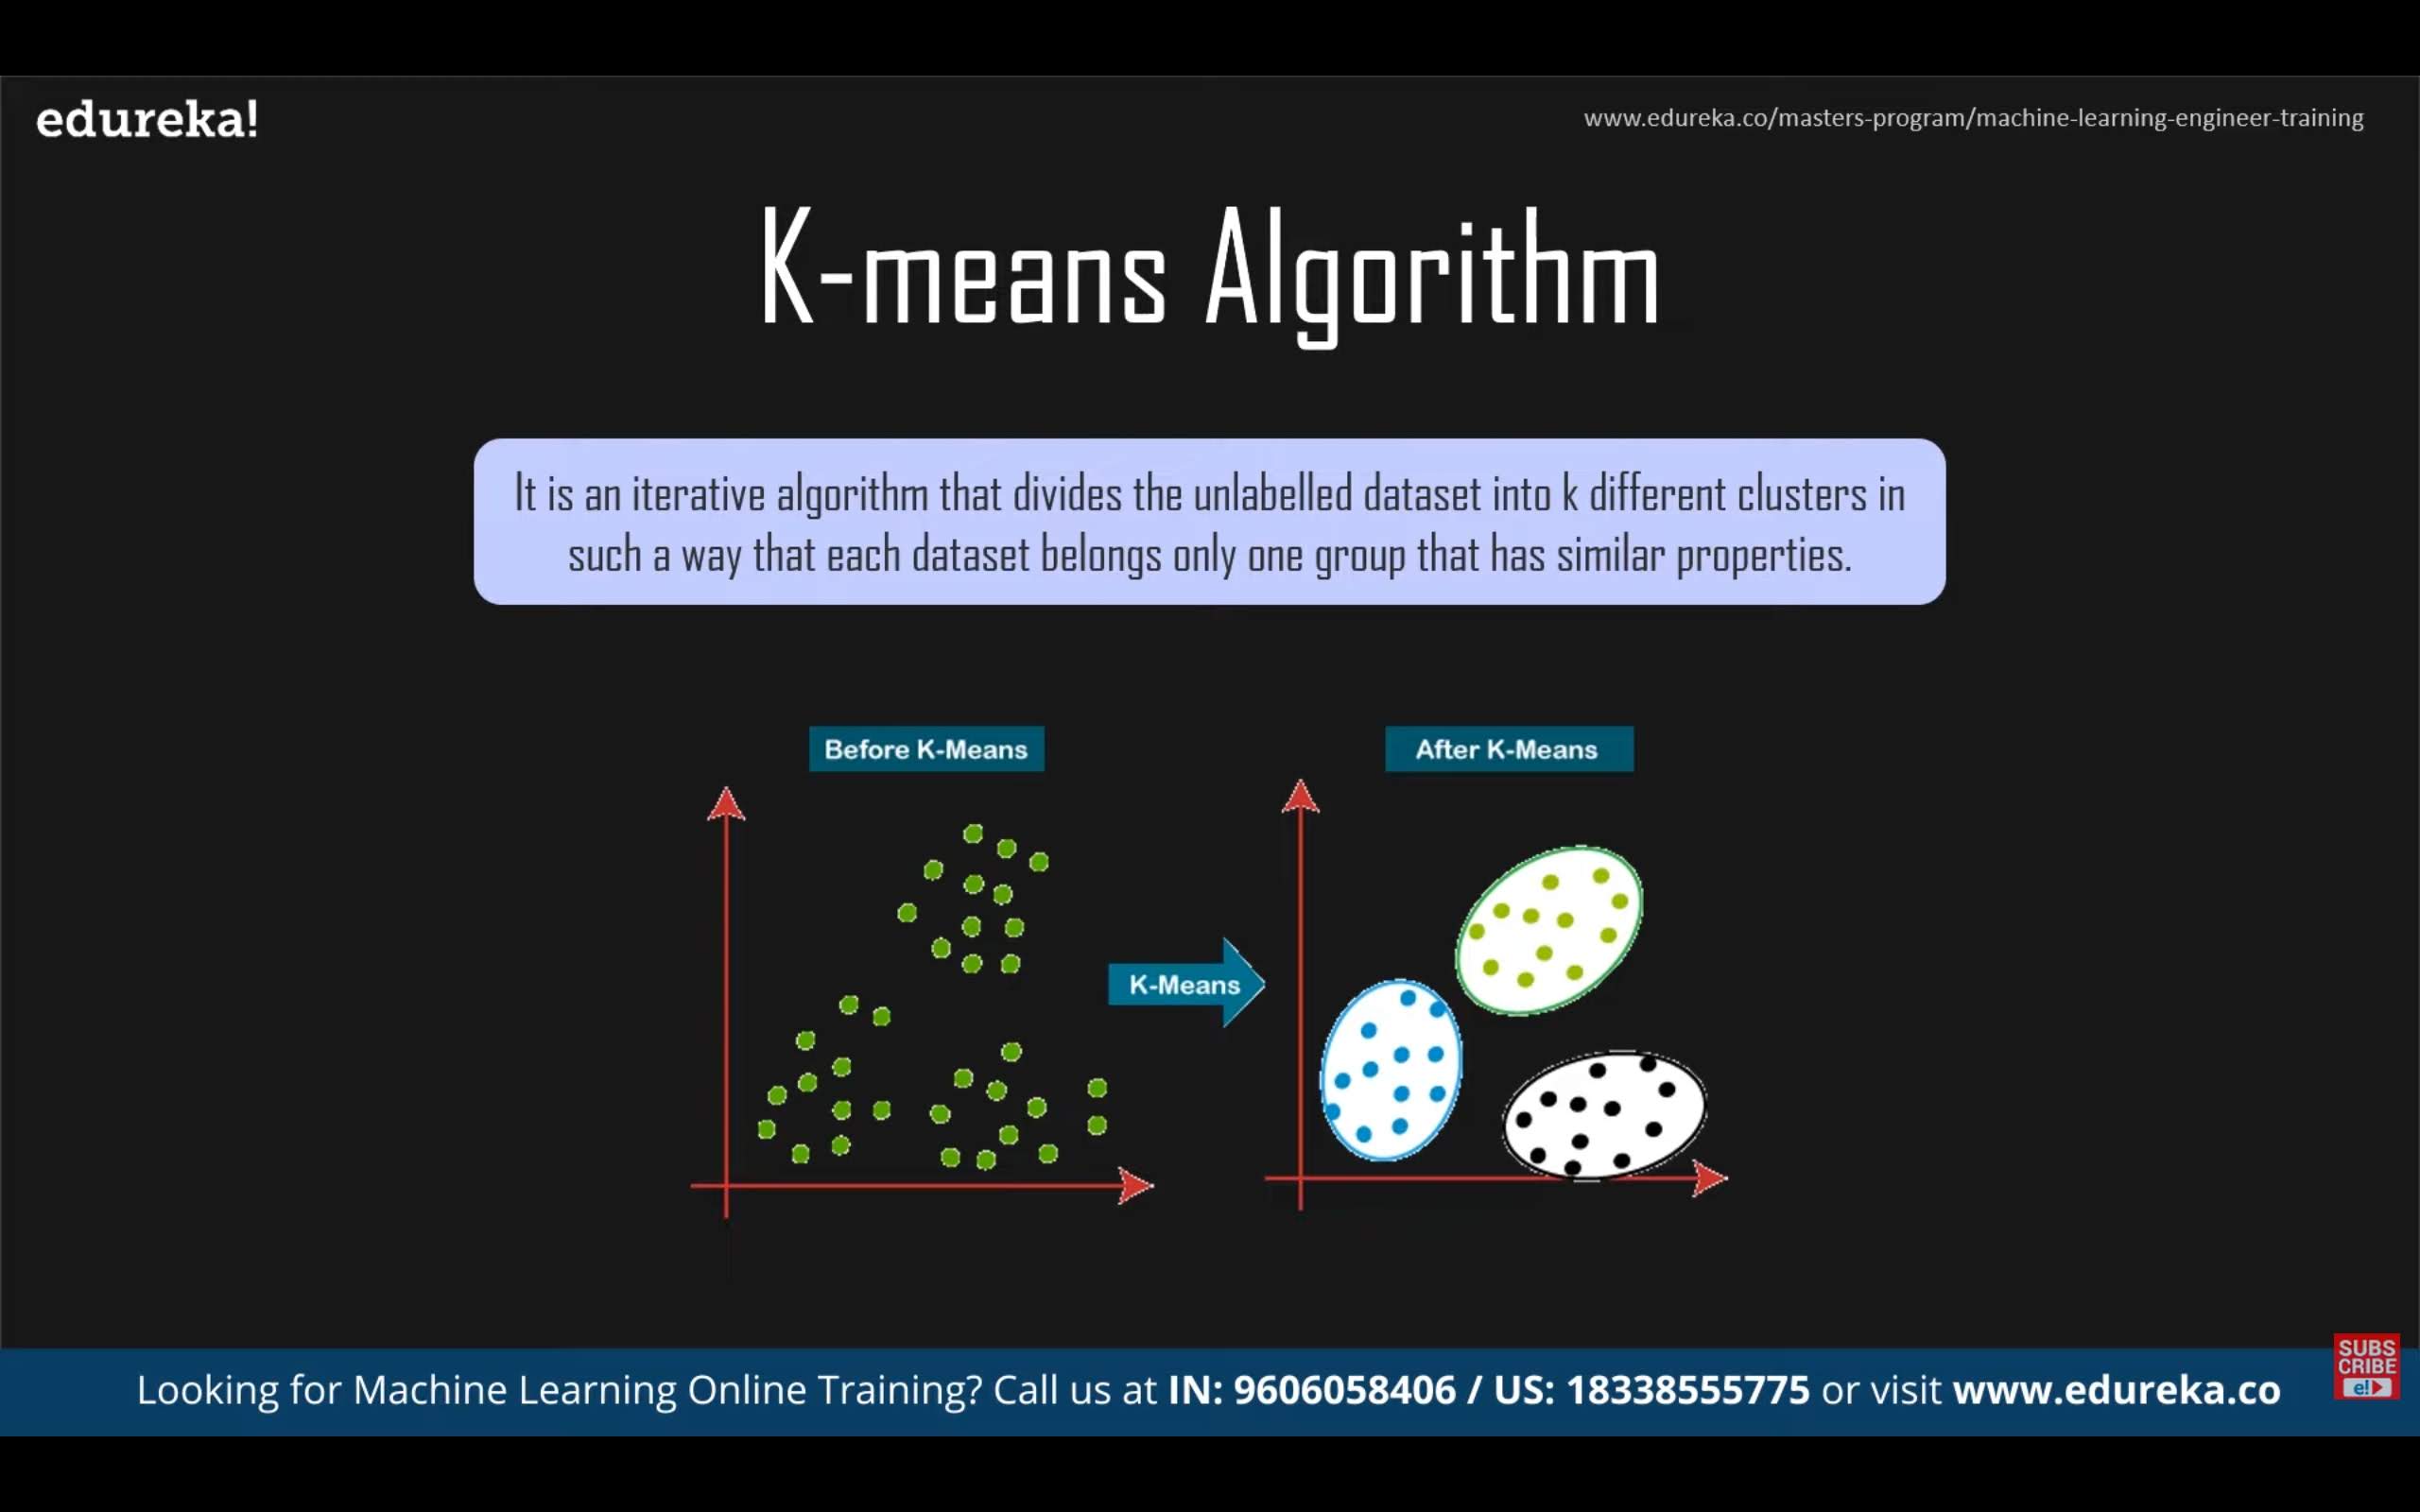 edureka!
www.edureka.co/masters-program/machine-learning-engineer-training
K-means Algorithm
It is an iterative algorithm that divides the unlabelled dataset into k different clusters in
such a way that each dataset belongs only one group that has similar properties.
Before K-Means
After K-Means
K-Means
Looking for Machine Learning Online Training? Call us at IN: 9606058406 / US: 18338555775 or visit www.edureka.co
SUBS
CRIBE
e!